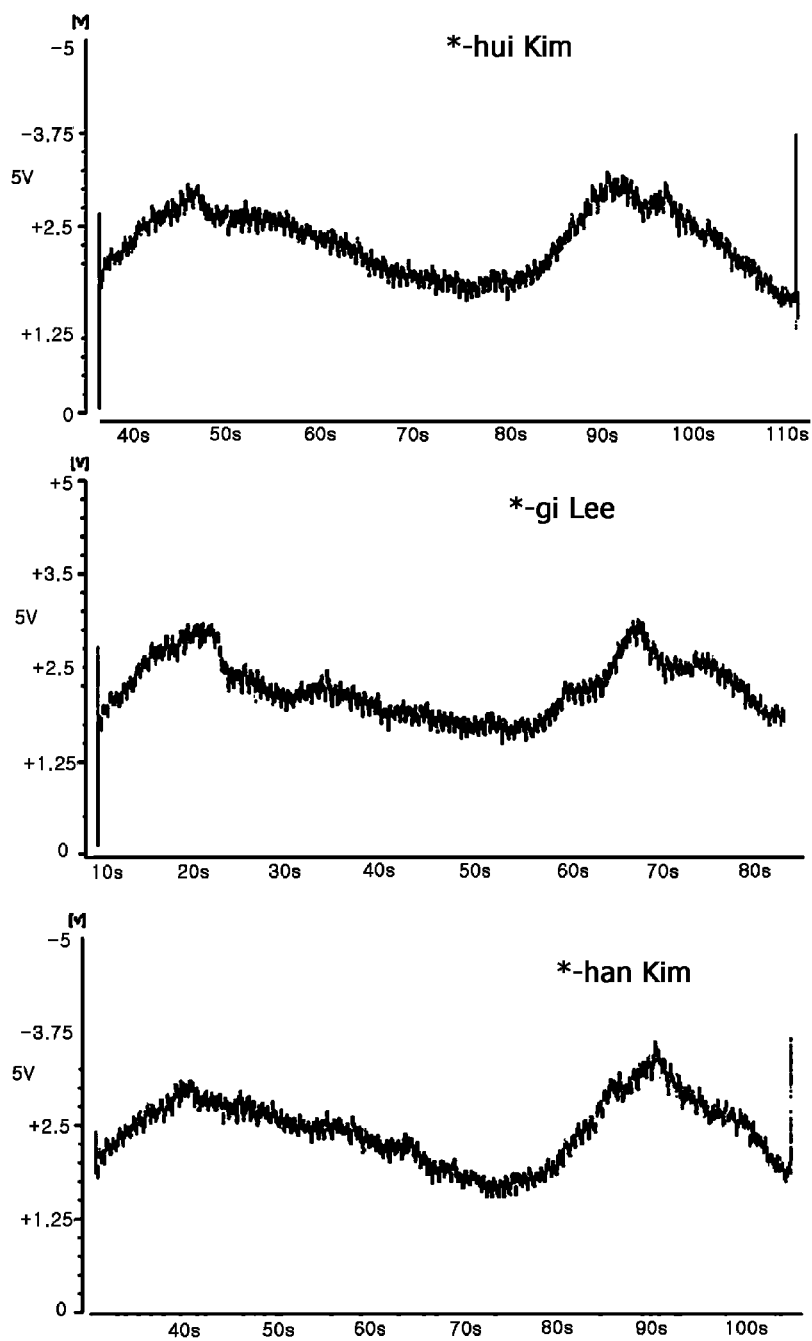 [V]
-5
*-hui Kim
-3.75
5V
+2.5
+1.25
0
40s 50s 60s 70s 80s 90s 100s 110s
[V]
+5
*-gi Lee
+3.5
5V
+2.5
+1.25
0
10s 20s 30s 40s 50s 60s 70s 80s
[V]
-5
*-han Kim
-3.75
5V
+2.5
+1.25
0
40s 50s 60s 70s 80s 90s 100s